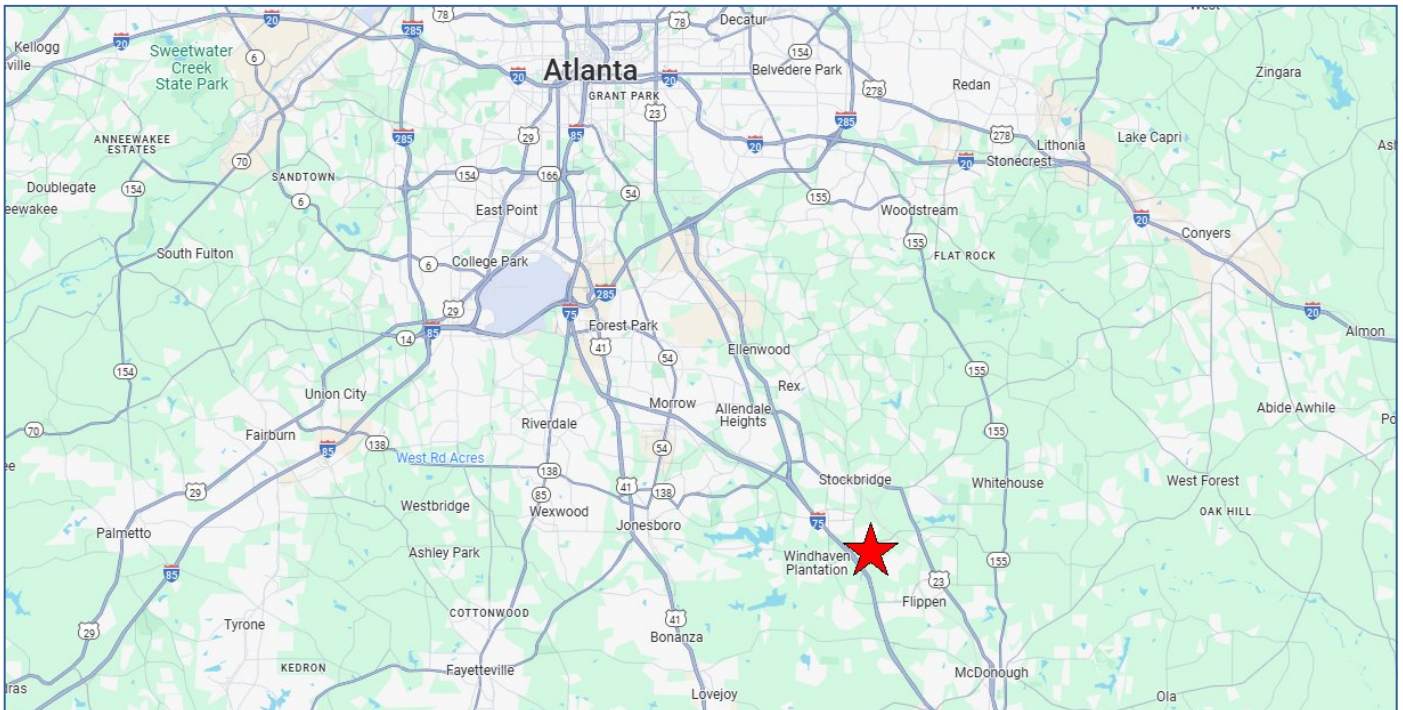 20
285
78
78
Decatur
West
Kellogg
ville
20
6
Sweetwater
Creek
State Park
Atlanta
GRANT PARK
20
20
154
Belvedere Park
278
Redan
Zingara
ANNEEWAKEE
ESTATES
285
29
85
23
20
285
278
Lithonia
Lake Capri
Stonecrest
20
70
SANDTOWN
154
166
54
Doublegate
eewakee
154
6
East Point
155
Woodstream
155
20
Conyers
South Fulton
6
College Park
FLAT ROCK
29
285
75
Forest Park
14
85
41
20
Almon
54
Ellenwood
154
Union City
Rex
155
Riverdale
Morrow
Allendale
Heights
Abide Awhile
70
Fairburn
138
85
West Rd Acres
54
155
138
Stockbridge
Whitehouse
West Forest
29
85
41
138
Westbridge
Wexwood
Jonesboro
75
OAK HILL
Palmetto
Ashley Park
Windhaven
Plantation
155
85
23
Flippen
COTTONWOOD
41
29
Tyrone
Bonanza
KEDRON
Fayetteville
McDonough
Lovejoy
Ola